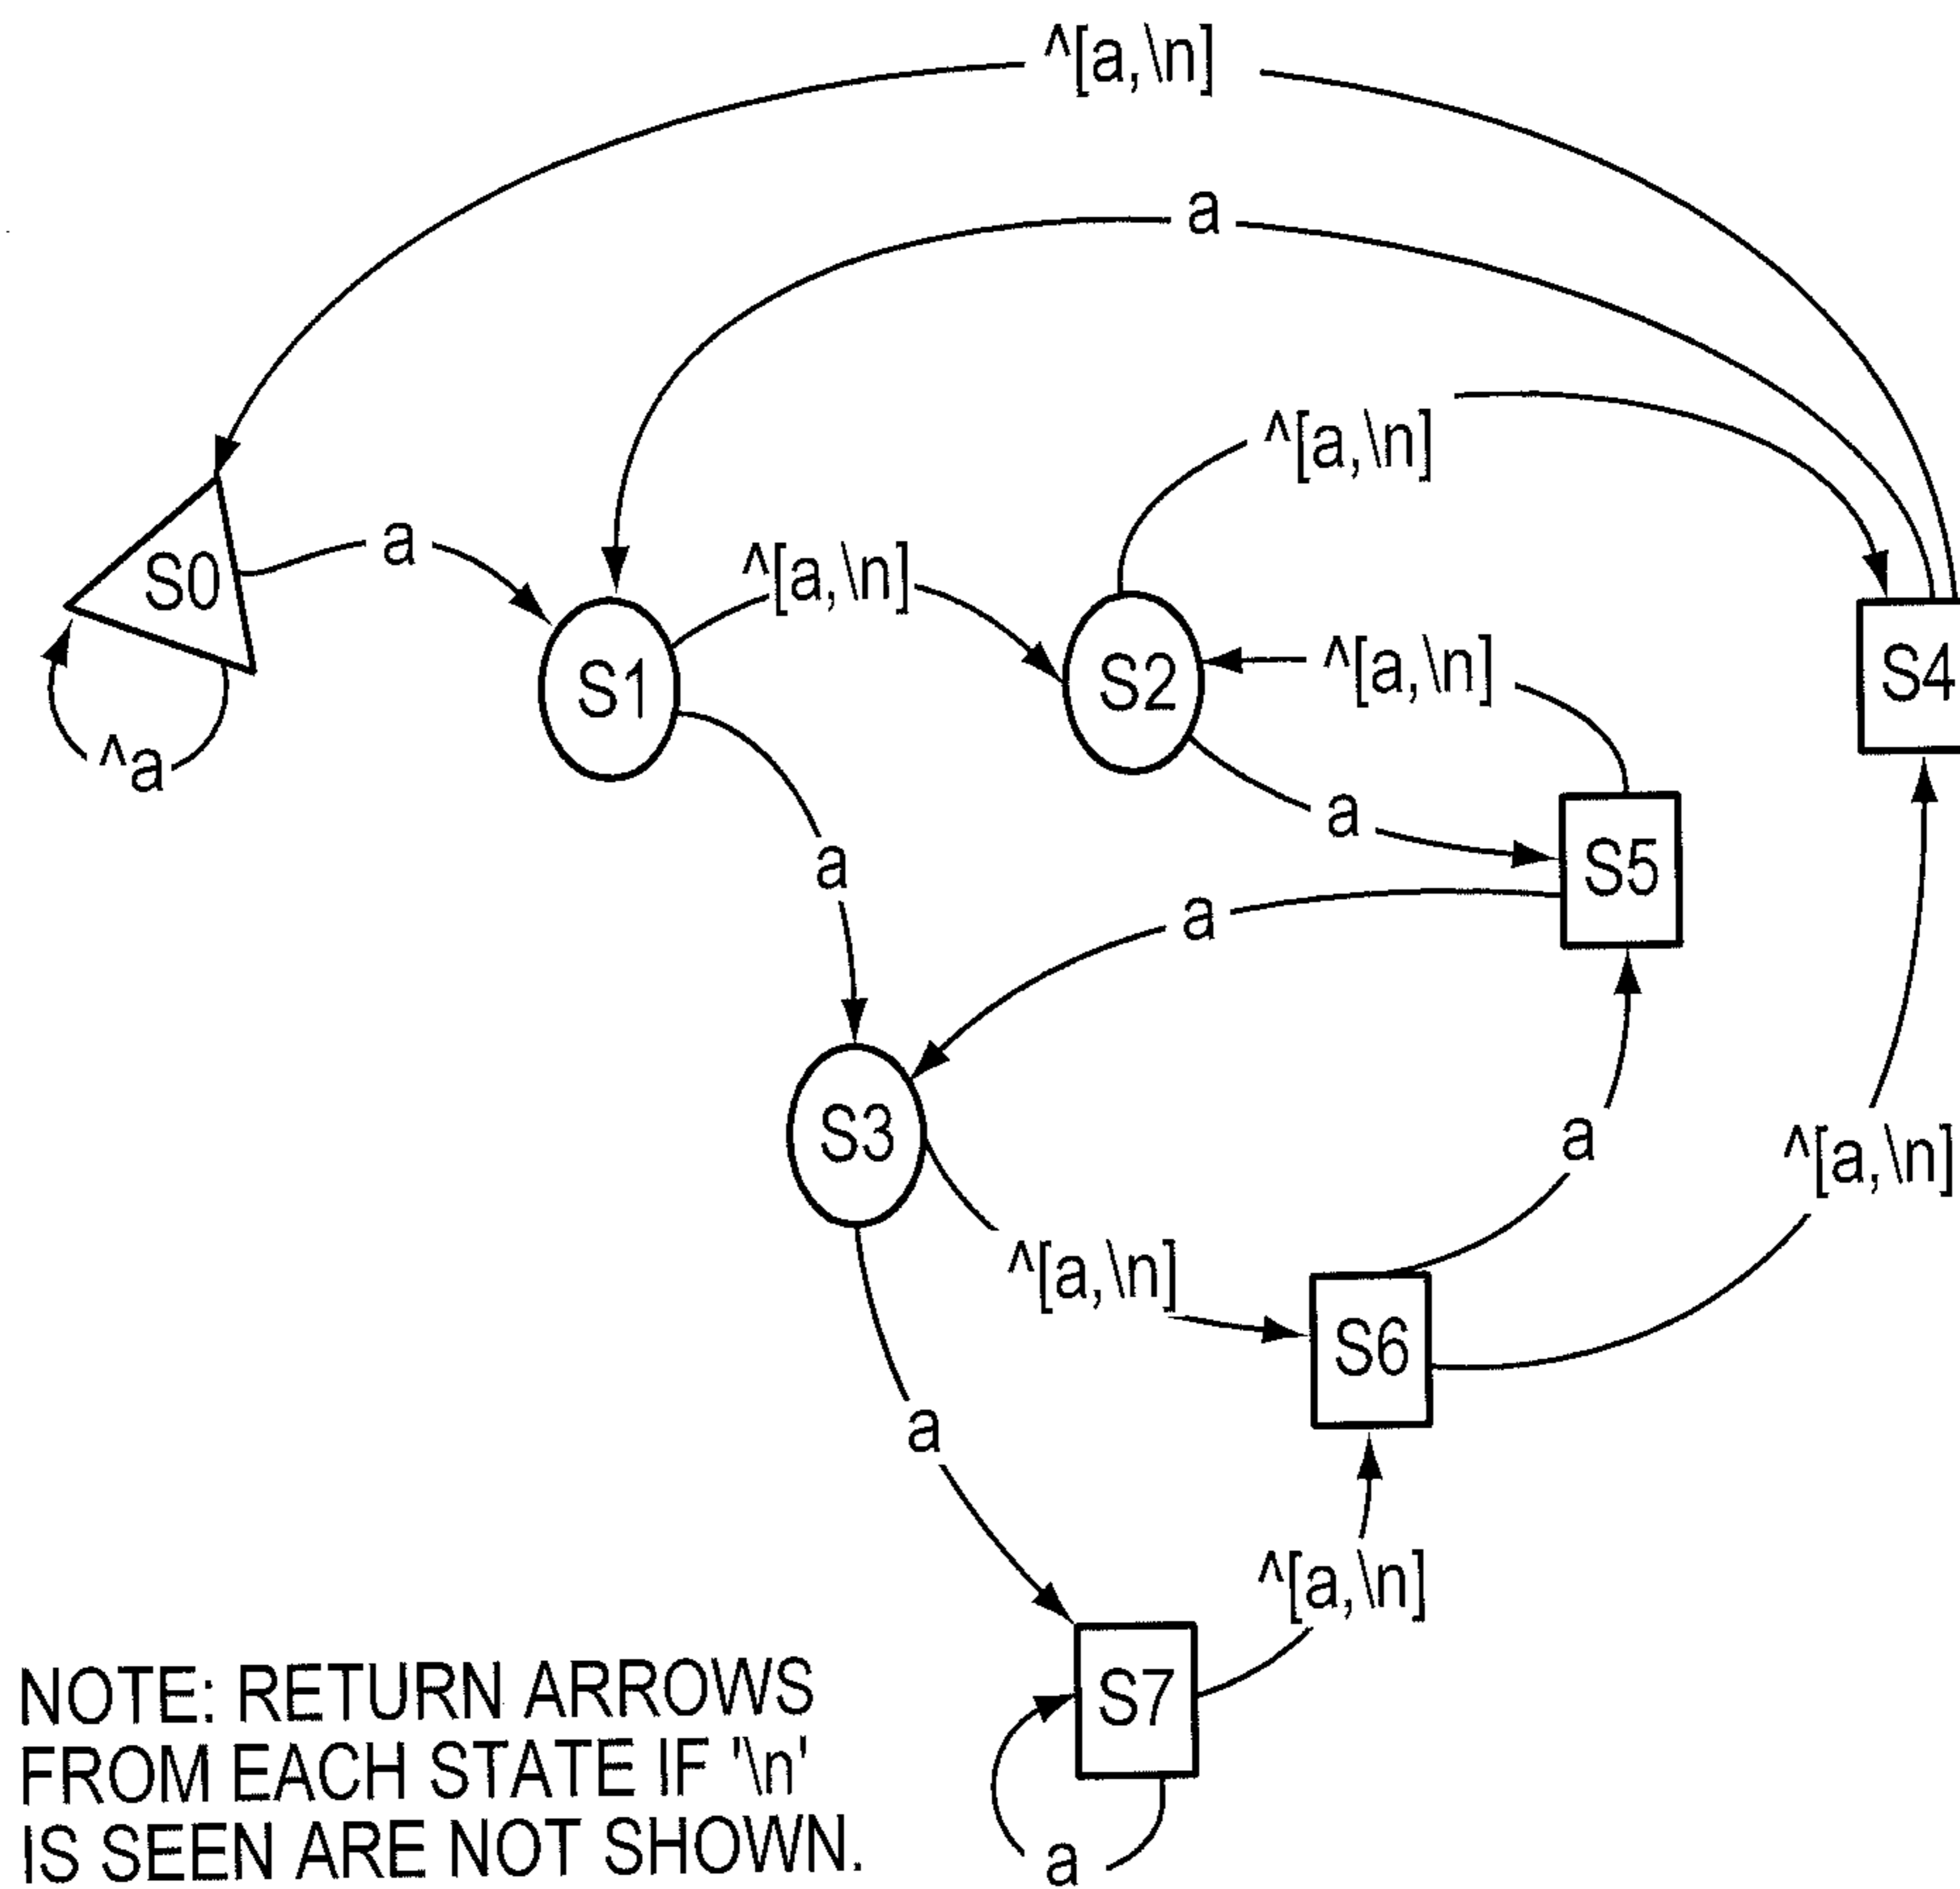 ^[a,\n]
a
^[a,\n]
a
^[a,\n]
S0
S1
S2
^[a,\n]
S4
^a
a
a
S5
a
S3
a
^[a,\n]
^[a,\n]
S6
a
^[a,\n]
S7
a
NOTE: RETURN ARROWS
FROM EACH STATE IF '\n'
IS SEEN ARE NOT SHOWN.